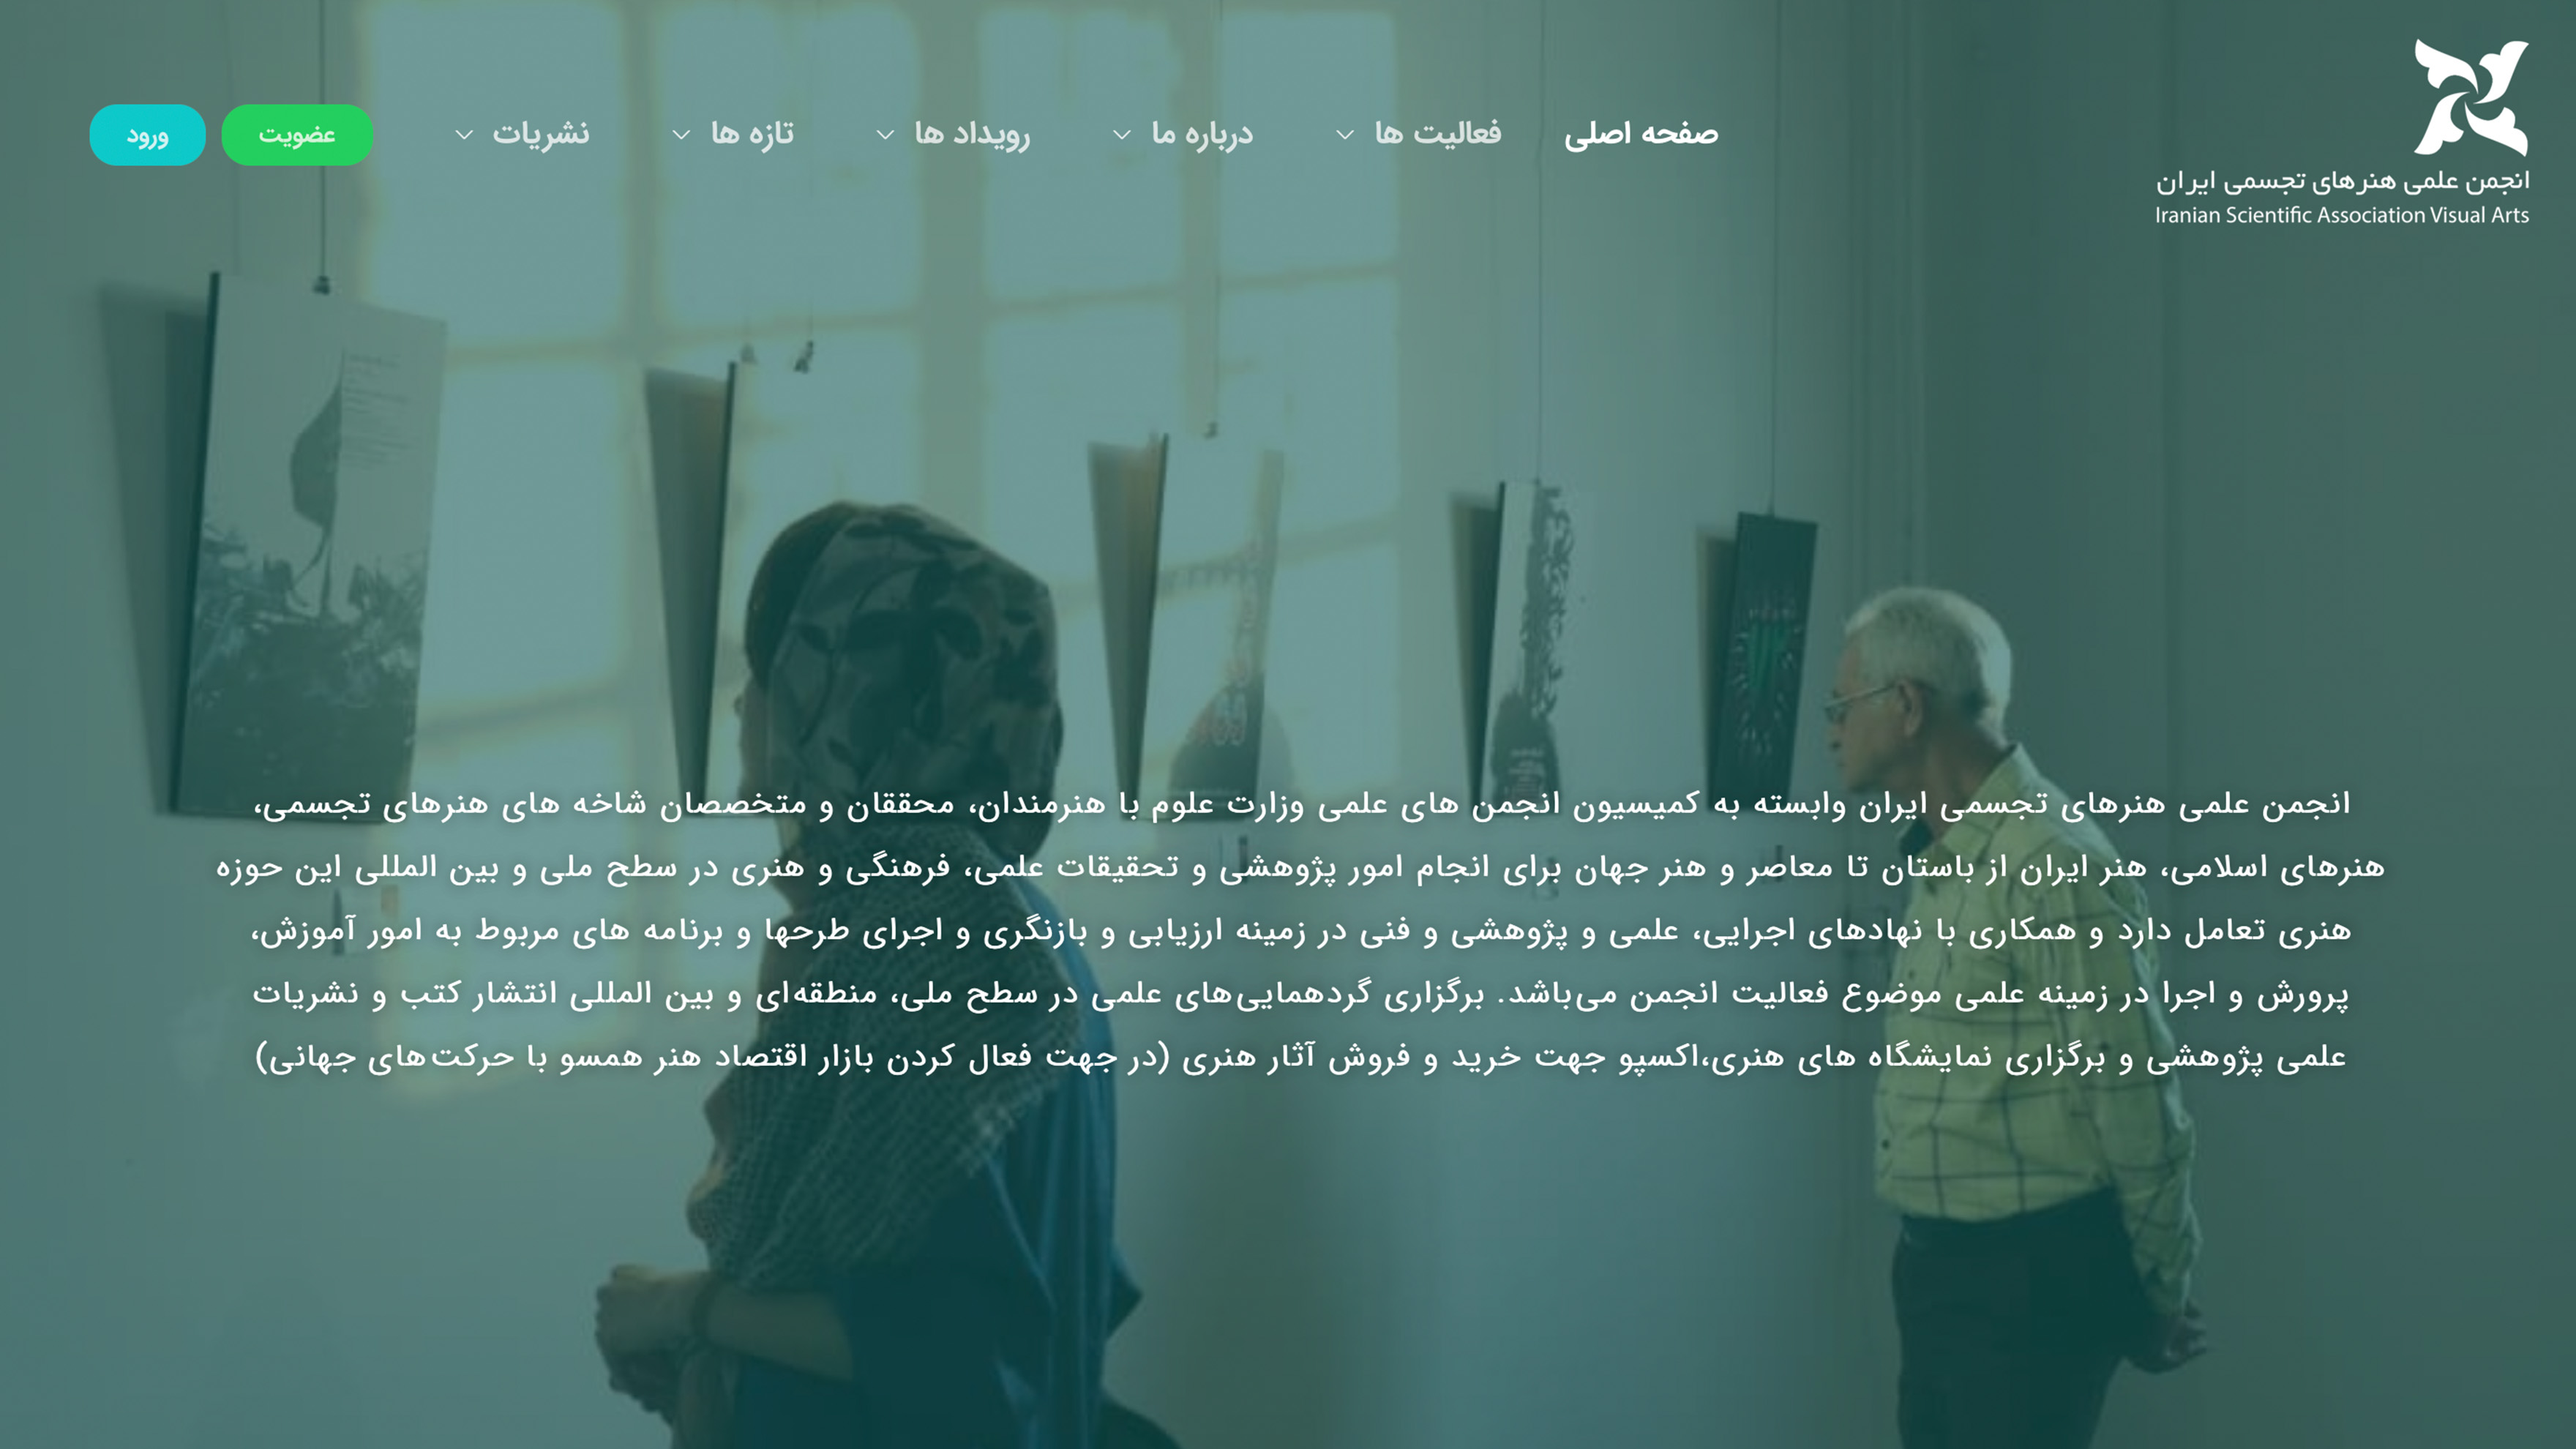 انجمن علمی هنرهای تجسمی ایران
Iranian Scientific Association Visual Arts
صفحه اصلی
فعالیت ها
درباره ما
رویداد ها
تازه ها
نشریات
عضویت
ورود
انجمن علمی هنرهای تجسمی ایران وابسته به کمیسیون انجمن های علمی وزارت علوم با هنرمندان، محققان و متخصصان شاخه های هنرهای تجسمی،
هنرهای اسلامی، هنر ایران از باستان تا معاصر و هنر جهان برای انجام امور پژوهشی و تحقیقات علمی، فرهنگی و هنری در سطح ملی و بین المللی این حوزه
هنری تعامل دارد و همکاری با نهادهای اجرایی، علمی و پژوهشی و فنی در زمینه ارزیابی و بازنگری و اجرای طرحها و برنامه های مربوط به امور آموزش،
پرورش و اجرا در زمینه علمی موضوع فعالیت انجمن می‌باشد. برگزاری گردهمایی‌های علمی در سطح ملی، منطقه‌ای و بین المللی انتشار کتب و نشریات
علمی پژوهشی و برگزاری نمایشگاه های هنری،اکسپو جهت خرید و فروش آثار هنری (در جهت فعال کردن بازار اقتصاد هنر همسو با حرکت‌های جهانی)